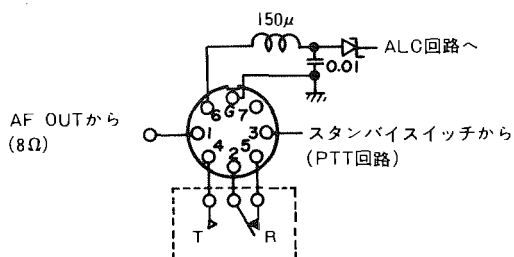 150μ
ALC回路へ
0.01
6 G 7
AF OUTから
(8Ω)
1 3
スタンバイスイッチから
(PTT回路)
4 2 5
T R